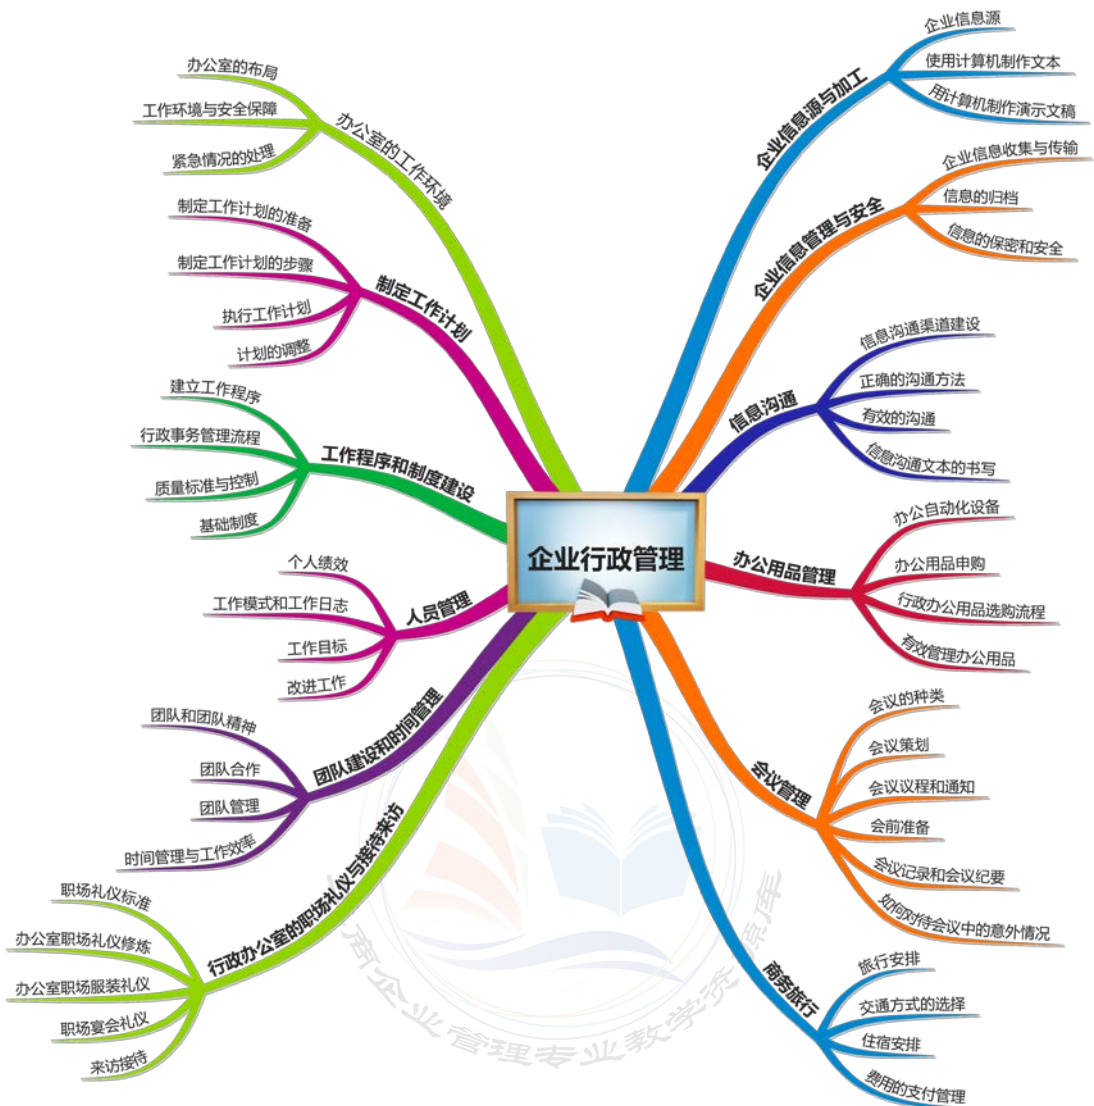 企业行政管理
企业信息源与加工
企业信息源
使用计算机制作文本
用计算机制作演示文稿
企业信息管理与安全
企业信息收集与传输
信息的归档
信息的保密和安全
信息沟通
信息沟通渠道建设
正确的沟通方法
有效的沟通
信息沟通文本的书写
办公用品管理
办公自动化设备
办公用品申购
行政办公用品选购流程
有效管理办公用品
会议管理
会议的种类
会议策划
会议议程和通知
会前准备
会议记录和会议纪要
如何对待会议中的意外情况
商务旅行
旅行安排
交通方式的选择
住宿安排
费用的支付管理
办公室的工作环境
办公室的布局
工作环境与安全保障
紧急情况的处理
制定工作计划
制定工作计划的准备
制定工作计划的步骤
执行工作计划
计划的调整
工作程序和制度建设
建立工作程序
行政事务管理流程
质量标准与控制
基础制度
人员管理
个人绩效
工作模式和工作日志
工作目标
改进工作
团队建设和时间管理
团队和团队精神
团队合作
团队管理
时间管理与工作效率
行政办公室的职场礼仪与接待来访
职场礼仪标准
办公室职场礼仪修炼
办公室职场服装礼仪
职场宴会礼仪
来访接待
商企业管理专业教学资源库